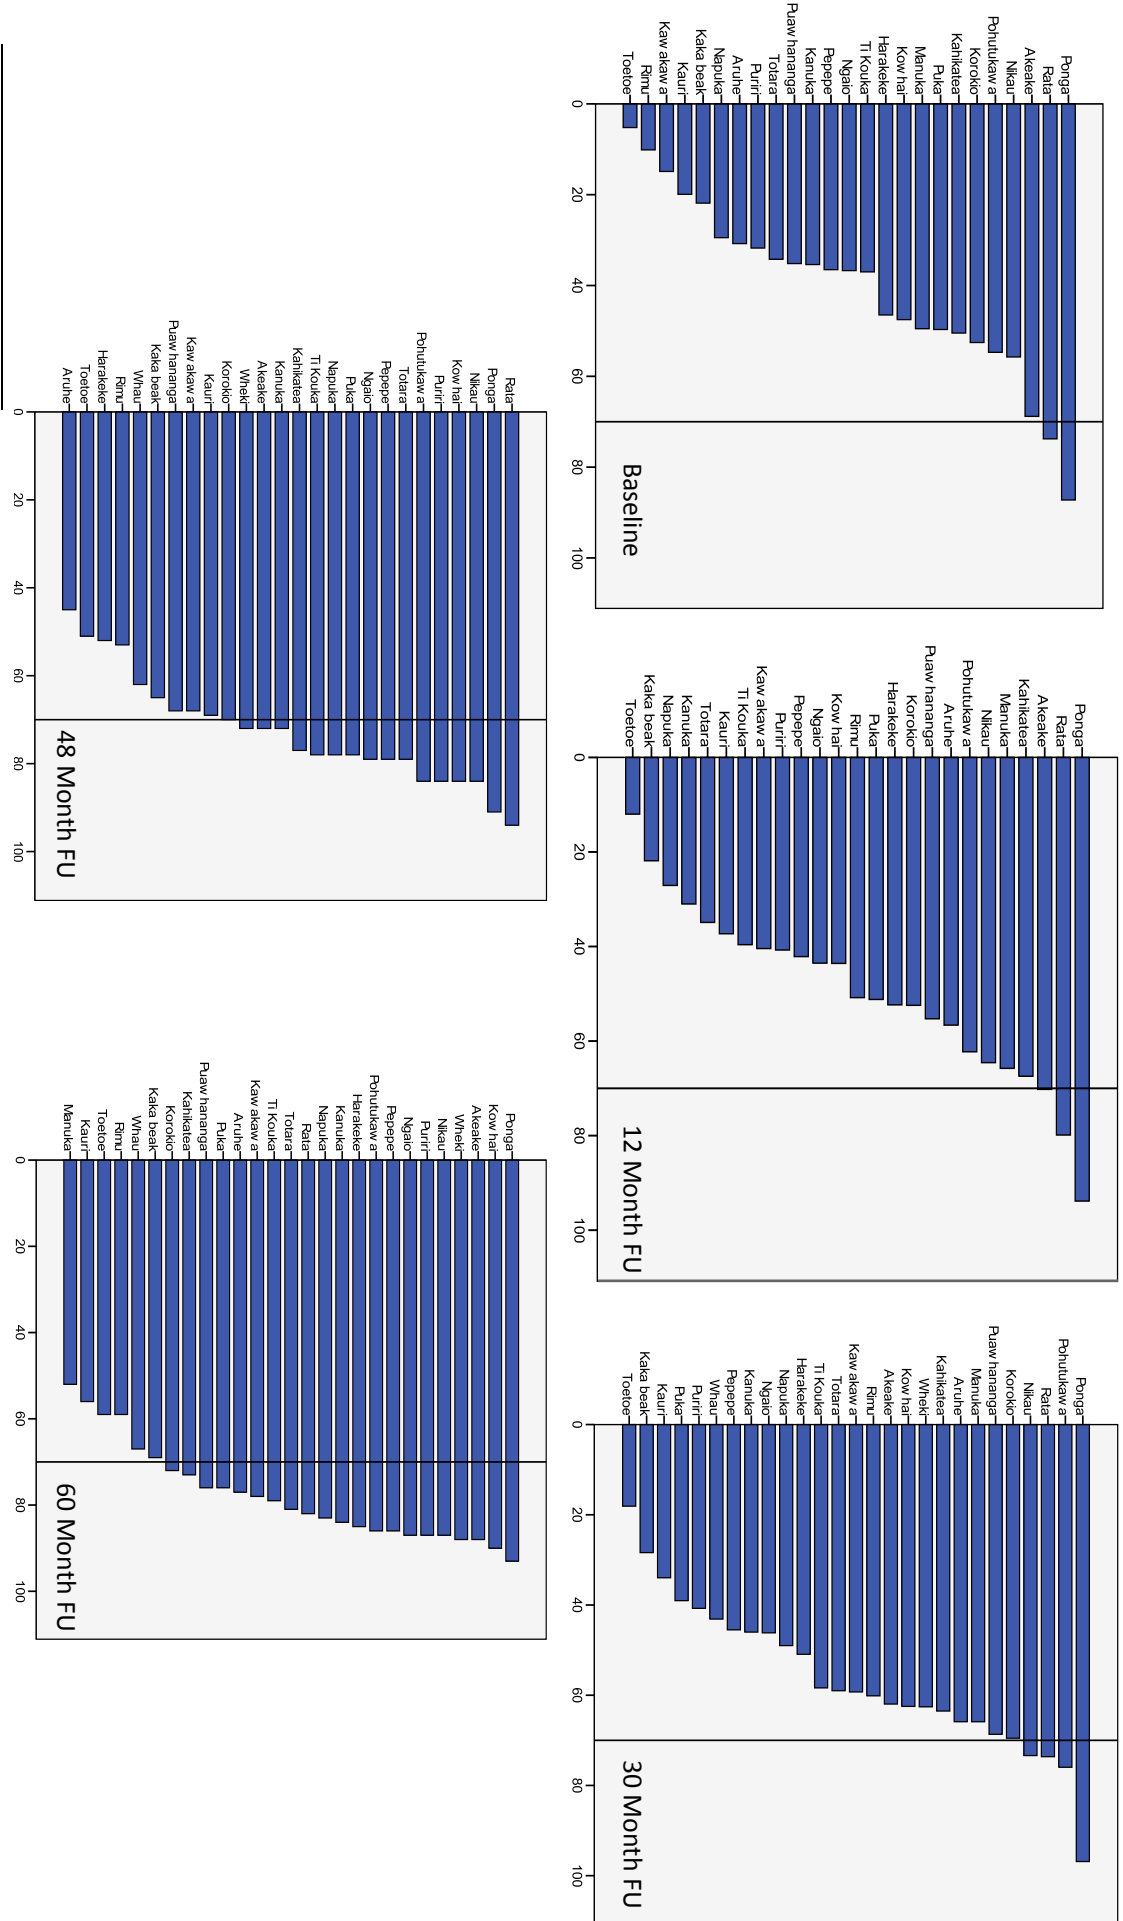 Ponga
Rata
Akeake
Nikau
Pohutukaw a
Korokio
Kahikatea
Puka
Manuka
Kow hai
Harakeke
Ti Kouka
Ngaio
Pepepe
Kanuka
Puaw hananga
Totara
Puriri
Aruhe
Napuka
Kaka beak
Kauri
Kaw akaw a
Rimu
Toetoe
Baseline
0 20 40 60 80 100
Ponga
Rata
Akeake
Kahikatea
Manuka
Nikau
Pohutukaw a
Aruhe
Puaw hananga
Korokio
Harakeke
Puka
Rimu
Kow hai
Ngaio
Pepepe
Puriri
Kaw akaw a
Ti Kouka
Kauri
Totara
Kanuka
Napuka
Kaka beak
Toetoe
12 Month FU
0 20 40 60 80 100
Ponga
Pohutukaw a
Rata
Nikau
Korokio
Puaw hananga
Manuka
Aruhe
Kahikatea
Wheki
Kow hai
Akeake
Rimu
Kaw akaw a
Totara
Ti Kouka
Harakeke
Napuka
Ngaio
Kanuka
Pepepe
Whau
Puriri
Puka
Kauri
Kaka beak
Toetoe
30 Month FU
0 20 40 60 80 100
Rata
Ponga
Nikau
Kow hai
Puriri
Pohutukaw a
Totara
Pepepe
Ngaio
Puka
Napuka
Ti Kouka
Kahikatea
Kanuka
Akeake
Wheki
Korokio
Kauri
Kaw akaw a
Puaw hananga
Kaka beak
Whau
Rimu
Harakeke
Toetoe
Aruhe
48 Month FU
0 20 40 60 80 100
Ponga
Kow hai
Akeake
Wheki
Nikau
Puriri
Ngaio
Pepepe
Pohutukaw a
Harakeke
Kanuka
Napuka
Rata
Totara
Ti Kouka
Kaw akaw a
Aruhe
Puka
Puaw hananga
Kahikatea
Korokio
Kaka beak
Whau
Rimu
Toetoe
Kauri
Manuka
60 Month FU
0 20 40 60 80 100